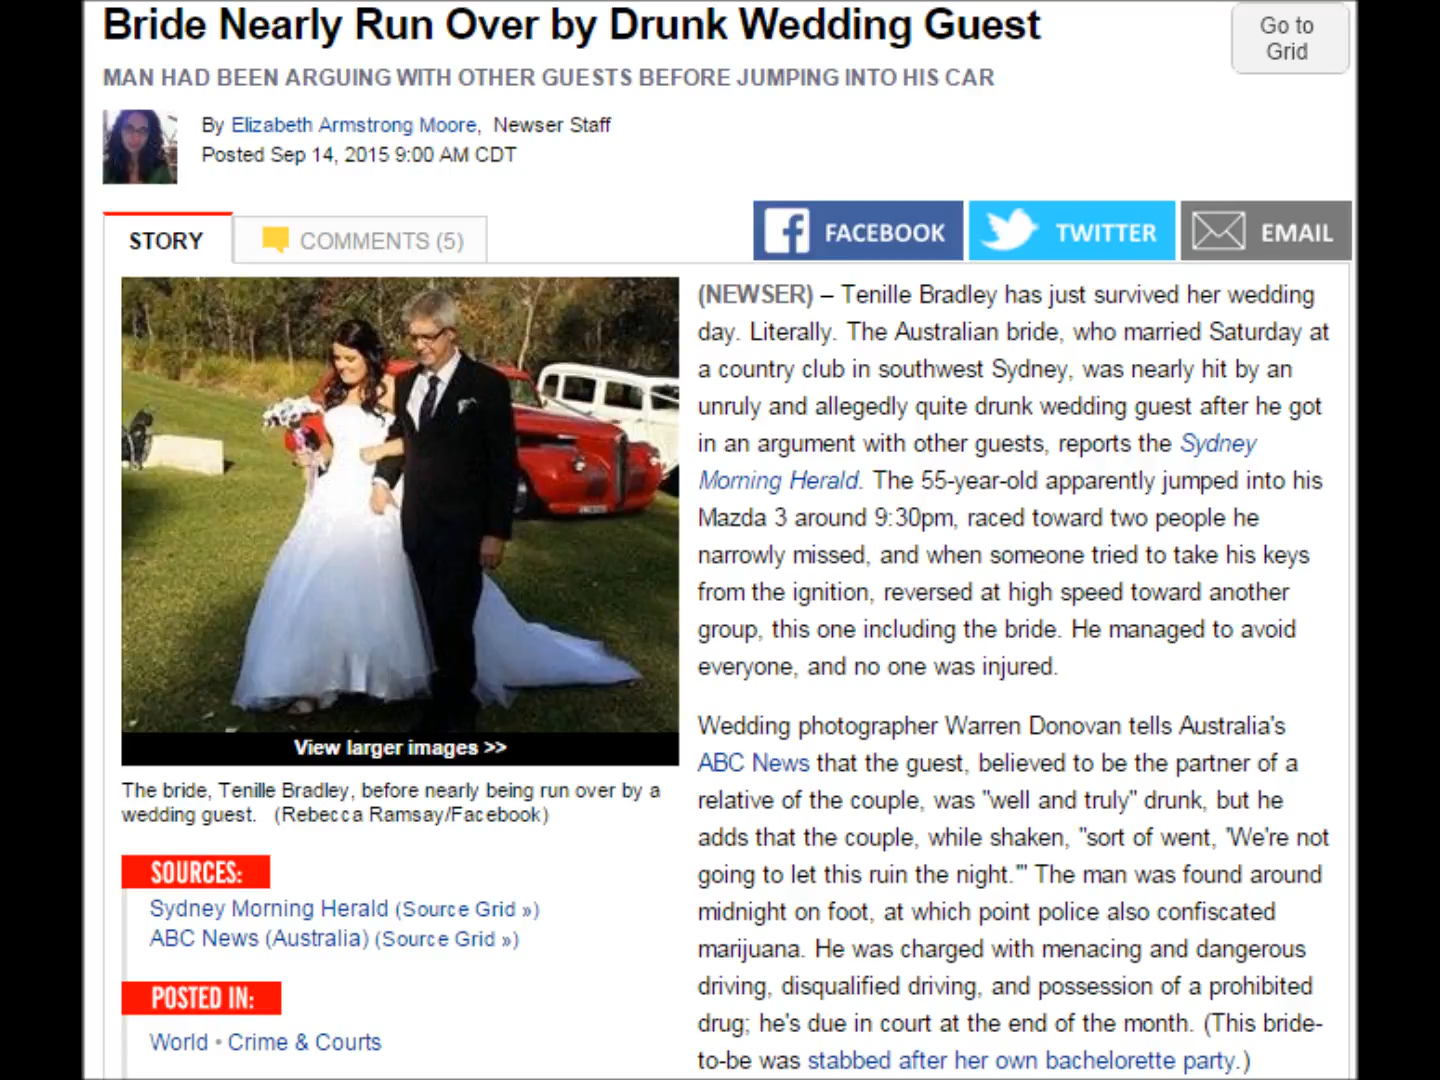 Bride Nearly Run Over by Drunk Wedding Guest
Go to
Grid
MAN HAD BEEN ARGUING WITH OTHER GUESTS BEFORE JUMPING INTO HIS CAR
By Elizabeth Armstrong Moore, Newser Staff
Posted Sep 14, 2015 9:00 AM CDT
STORY
COMMENTS (5)
FACEBOOK
TWITTER
EMAIL
View larger images >>
The bride, Tenille Bradley, before nearly being run over by a
wedding guest. (Rebecca Ramsay/Facebook)
SOURCES:
Sydney Morning Herald (Source Grid »)
ABC News (Australia) (Source Grid »)
POSTED IN:
World • Crime & Courts
(NEWSER) – Tenille Bradley has just survived her wedding
day. Literally. The Australian bride, who married Saturday at
a country club in southwest Sydney, was nearly hit by an
unruly and allegedly quite drunk wedding guest after he got
in an argument with other guests, reports the Sydney
Morning Herald. The 55-year-old apparently jumped into his
Mazda 3 around 9:30pm, raced toward two people he
narrowly missed, and when someone tried to take his keys
from the ignition, reversed at high speed toward another
group, this one including the bride. He managed to avoid
everyone, and no one was injured.
Wedding photographer Warren Donovan tells Australia's
ABC News that the guest, believed to be the partner of a
relative of the couple, was "well and truly" drunk, but he
adds that the couple, while shaken, "sort of went, 'We're not
going to let this ruin the night.'" The man was found around
midnight on foot, at which point police also confiscated
marijuana. He was charged with menacing and dangerous
driving, disqualified driving, and possession of a prohibited
drug; he's due in court at the end of the month. (This bride-
to-be was stabbed after her own bachelorette party.)